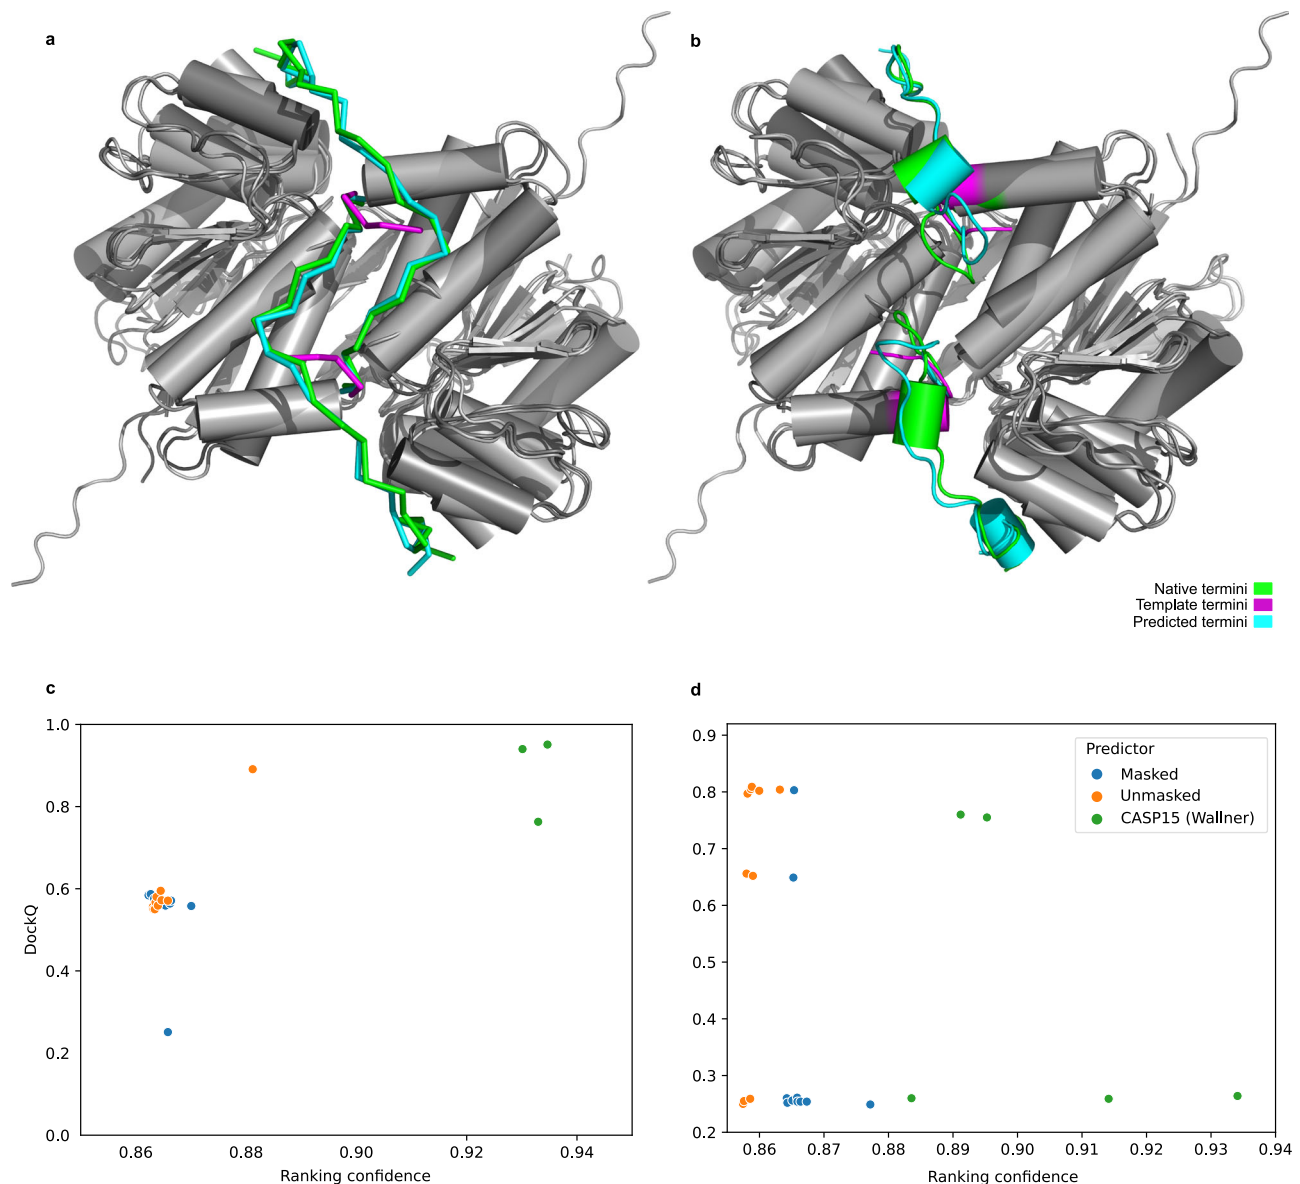 a
b
Native termini
Template termini
Predicted termini
c
d
1.0
0.8
0.6
0.4
0.2
0.0
DockQ
0.86
0.88
0.90
0.92
0.94
Ranking confidence
0.9
0.8
0.7
0.6
0.5
0.4
0.3
0.2
Predictor
Masked
Unmasked
CASP15 (Wallner)
0.86
0.87
0.88
0.89
0.90
0.91
0.92
0.93
0.94
Ranking confidence